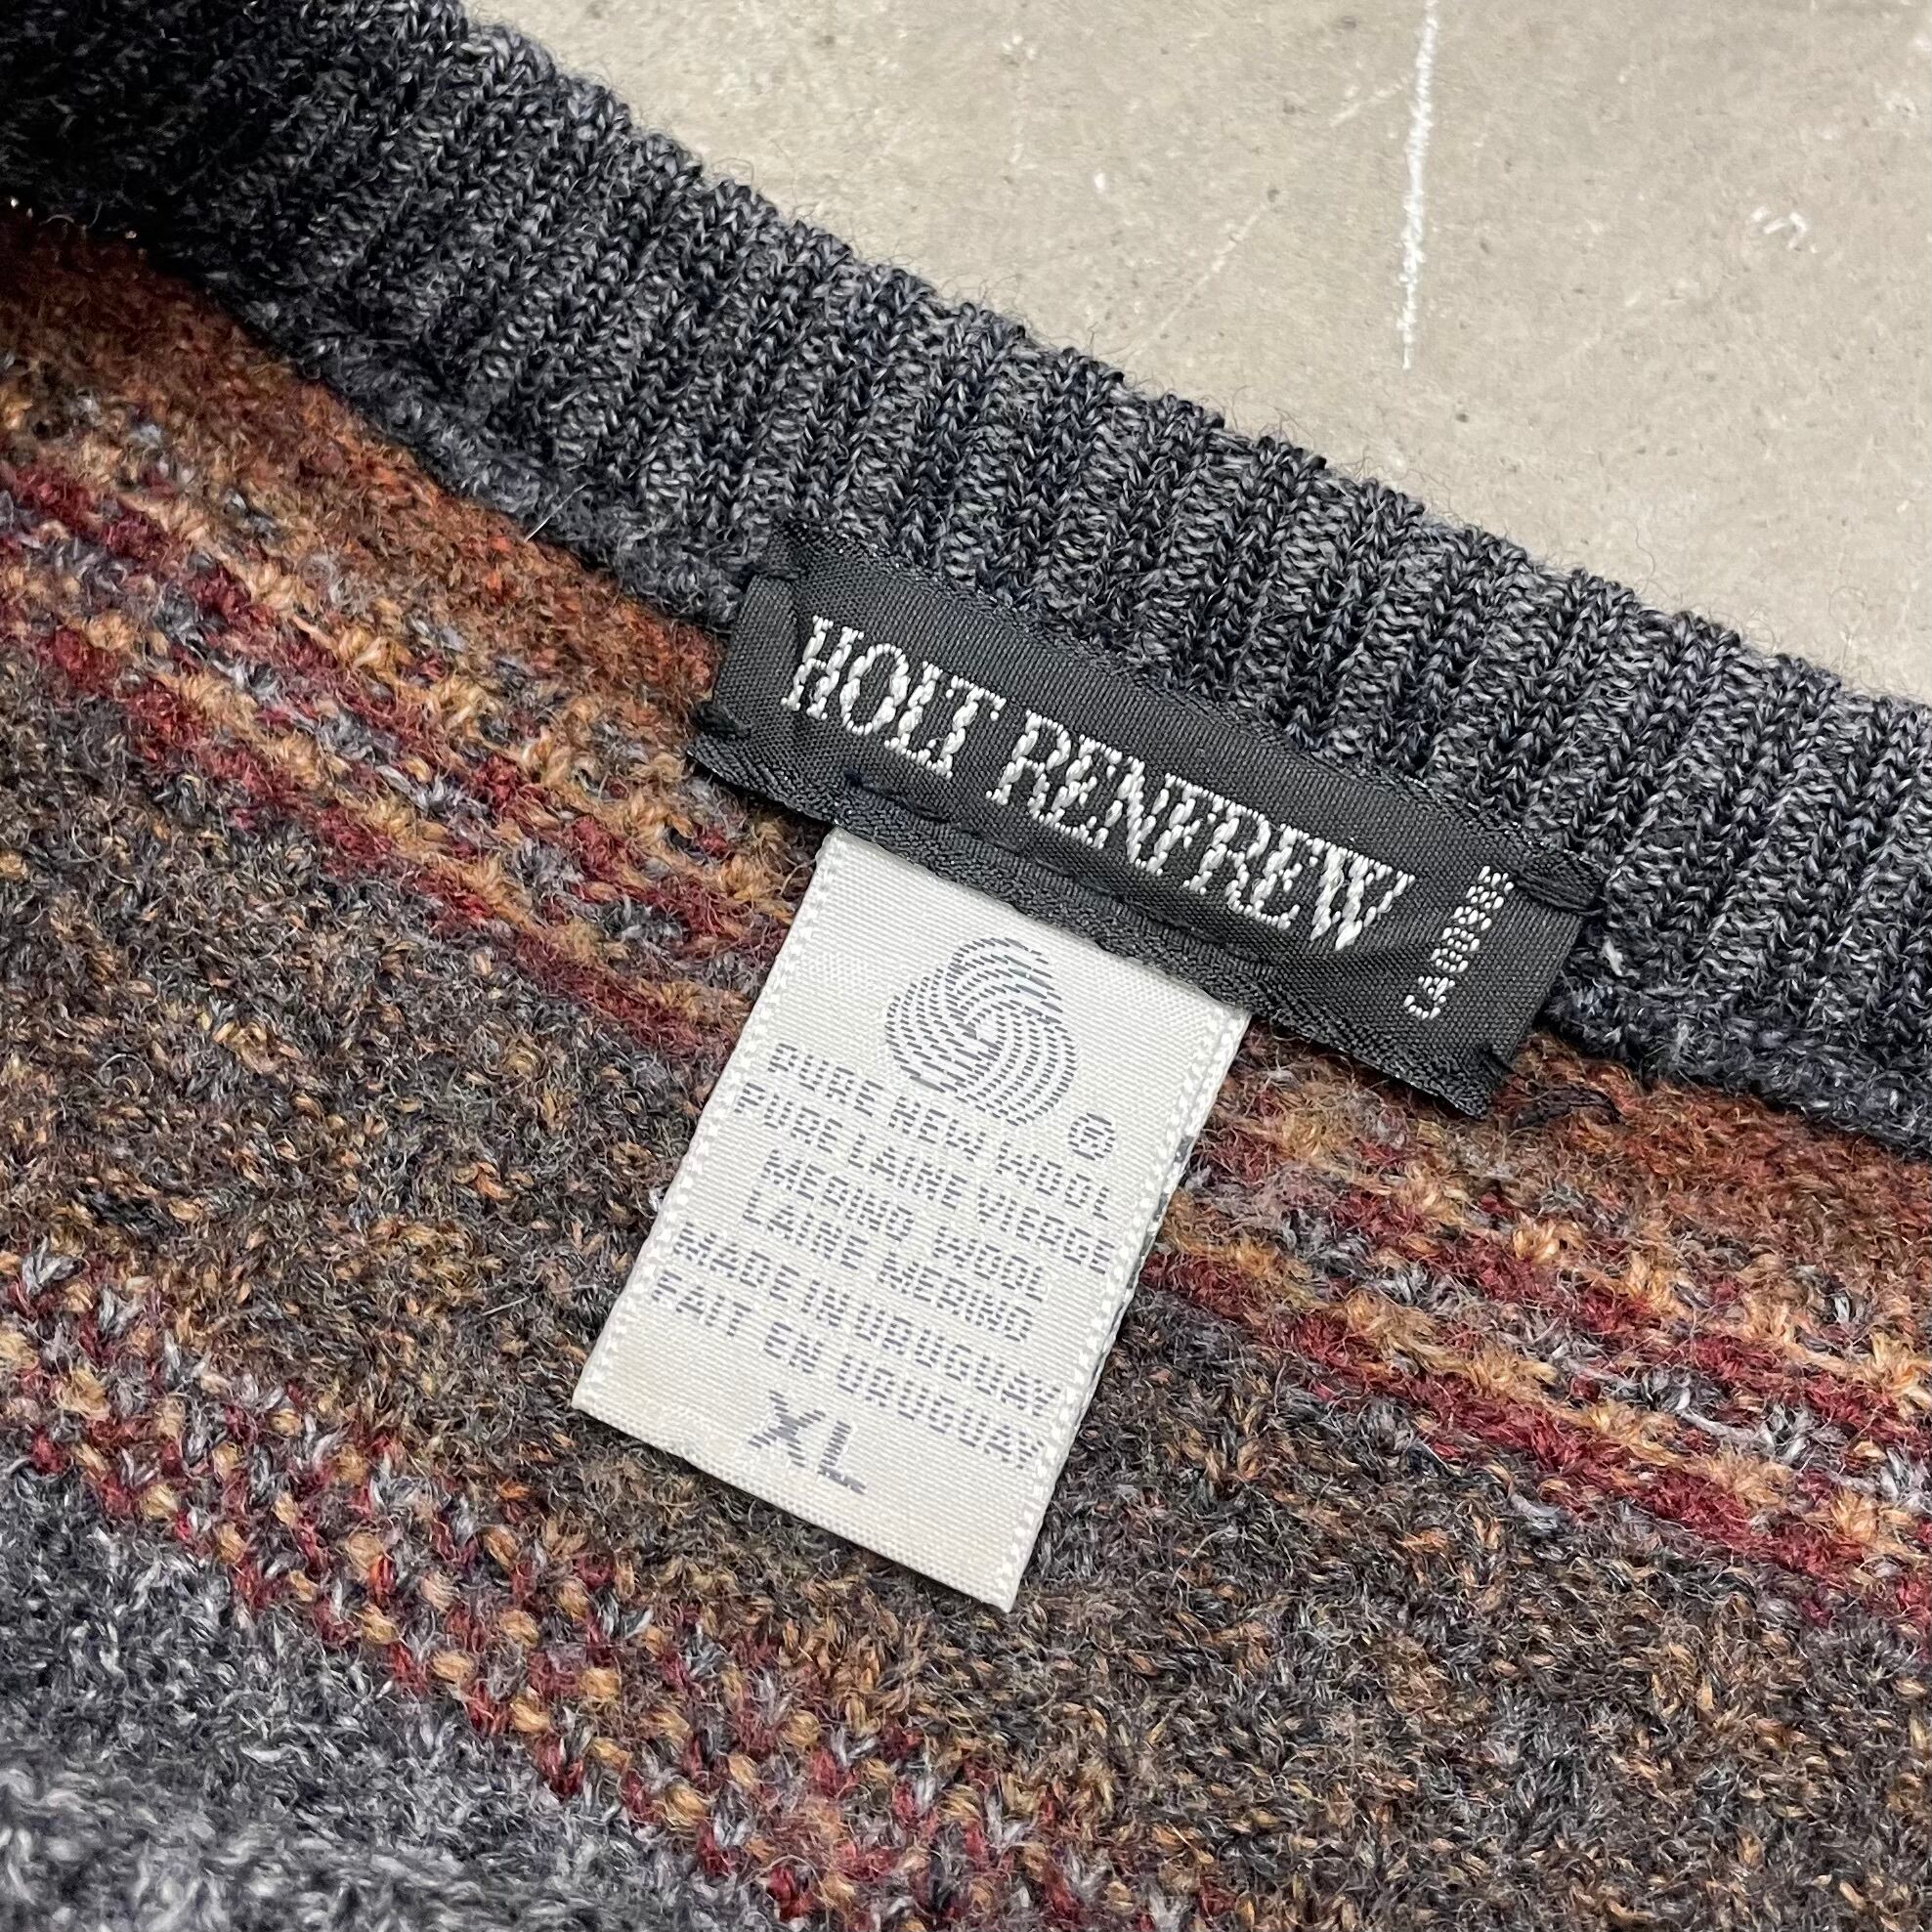 HOLT RENFREW
CA00338
®
PURE NEW WOOL
PURE LAINE VIERGE
MERINO WOOL
LAINE MERINO
MADE IN URUGUAY
FAIT EN URUGUAY
XL